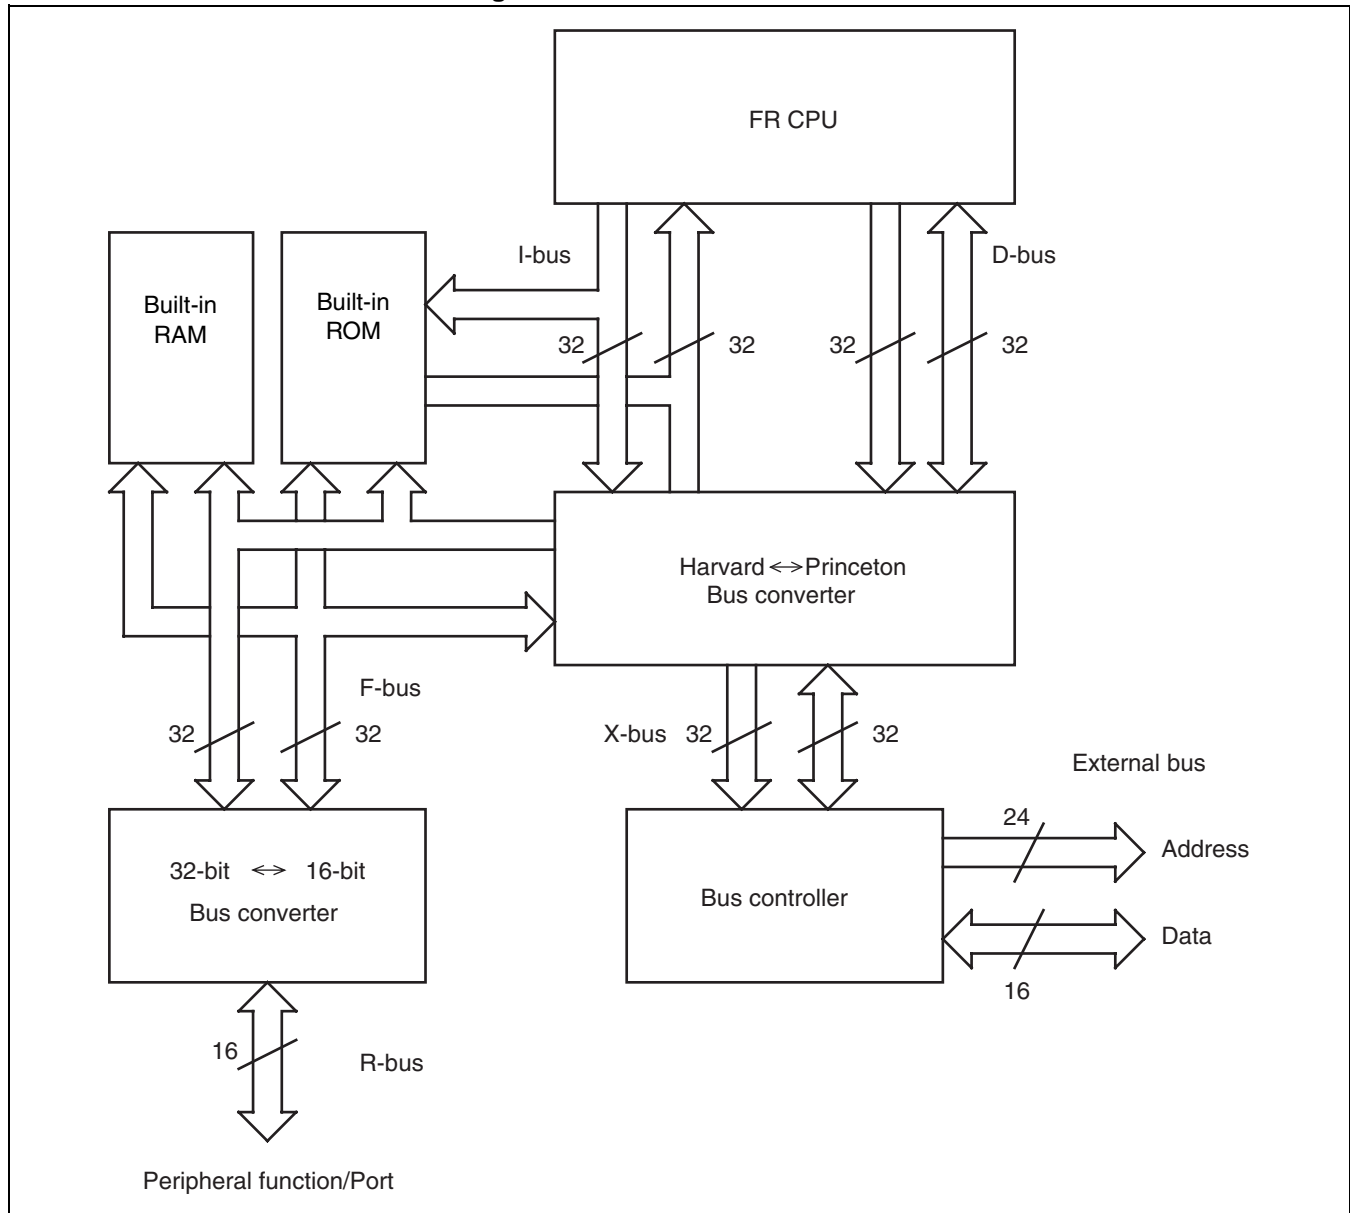 FR CPU
I-bus
D-bus
Built-in
RAM
Built-in
ROM
32
32
32
32
Harvard ↔ Princeton
Bus converter
F-bus
32
32
X-bus
32
32
External bus
24
Address
32-bit ↔ 16-bit
Bus converter
Bus controller
Data
16
16
R-bus
Peripheral function/Port